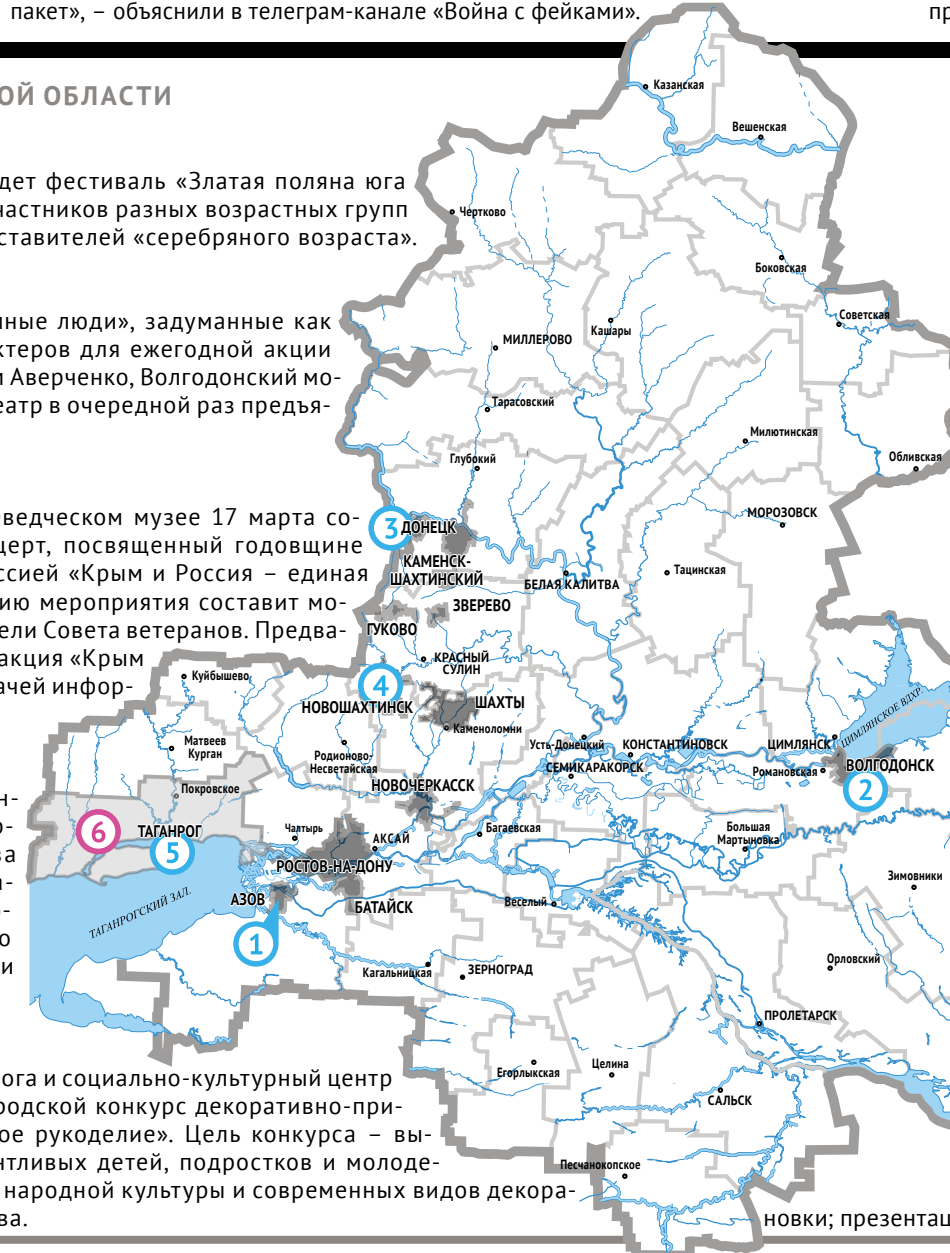 пакет», – объяснили в телеграм-канале «Война с фейками».
пр
ОЙ ОБЛАСТИ
дет фестиваль «Златая поляна юга
частников разных возрастных групп
ставителей «серебряного возраста».
нные люди», задуманные как
ктеров для ежегодной акции
и Аверченко, Волгодонский мо-
еатр в очередной раз предъя-
еведческом музее 17 марта со-
церт, посвященный годовщине
ссией «Крым и Россия – единая
ию мероприятия составит мо-
ели Совета ветеранов. Предва-
акция «Крым
ачей инфор-
н-
о-
ва
а-
о-
о
и
ога и социально-культурный центр
родской конкурс декоративно-при-
ое рукоделие». Цель конкурса – вы-
нтливых детей, подростков и молоде-
народной культуры и современных видов декора-
ва.
новки; презентац
Казанская
Вешенская
Чертково
Боковская
Советская
Кашары
МИЛЛЕРОВО
Тарасовский
Милютинская
Глубокий
Обливская
МОРОЗОВСК
3
ДОНЕЦК
КАМЕНСК-
ШАХТИНСКИЙ
Тацинская
БЕЛАЯ КАЛИТВА
ЗВЕРЕВО
ГУКОВО
КРАСНЫЙ
СУЛИН
Куйбышево
4
НОВОШАХТИНСК
ШАХТЫ
Каменоломни
Матвеев
Курган
Родионово-
Несветайская
Усть-Донецкий
КОНСТАНТИНОВСК
ЦИМЛЯНСК
ЦИМЛЯНСКОЕ ВДХР.
СЕМИКАРАКОРСК
Романовская
ВОЛГОДОНСК
2
Покровское
НОВОЧЕРКАССК
6
ТАГАНРОГ
5
Чалтырь
АКСАЙ
Багаевская
Большая
Мартыновка
РОСТОВ-НА-ДОНУ
Зимовники
АЗОВ
БАТАЙСК
Веселый
ТАГАНРОГСКИЙ ЗАЛ.
1
Кагальницкая
ЗЕРНОГРАД
Орловский
ПРОЛЕТАРСК
Егорлыкская
Целина
САЛЬСК
Песчанокопское